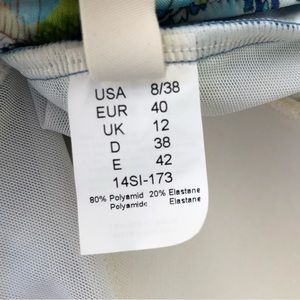 USA 8/38
EUR 40
UK 12
D 38
E 42
14SI-173
80% Polyamid 20% Elastane
Polyamide Elastane